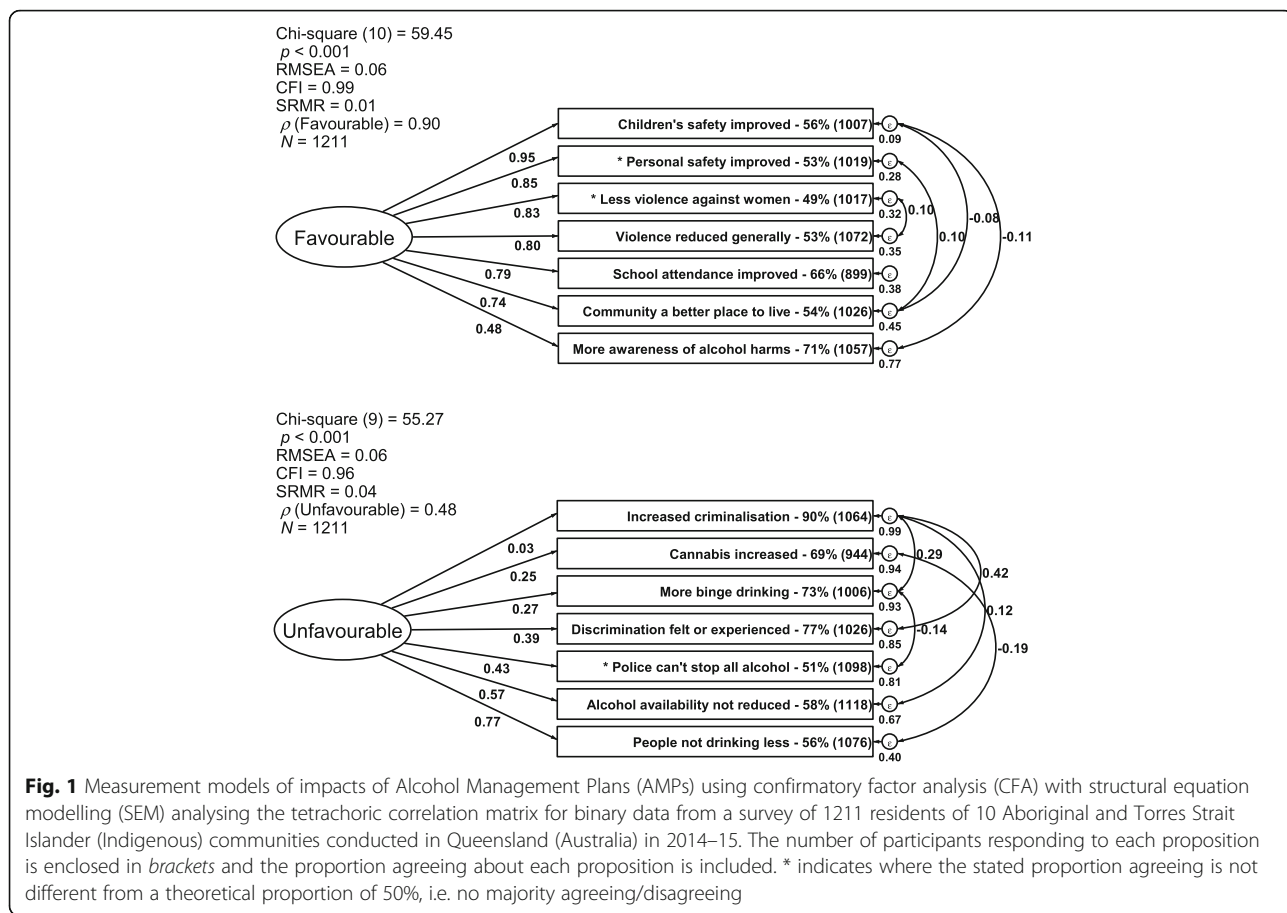 Chi-square (10) = 59.45
p < 0.001
RMSEA = 0.06
CFI = 0.99
SRMR = 0.01
ρ (Favourable) = 0.90
N = 1211
Favourable
0.95
0.85
0.83
0.80
0.79
0.74
0.48
Children's safety improved - 56% (1007)
ε
0.09
* Personal safety improved - 53% (1019)
ε
0.28
* Less violence against women - 49% (1017)
ε
0.32
Violence reduced generally - 53% (1072)
ε
0.35
School attendance improved - 66% (899)
ε
0.38
Community a better place to live - 54% (1026)
ε
0.45
More awareness of alcohol harms - 71% (1057)
ε
0.77
0.10
0.10
-0.08
-0.11
Chi-square (9) = 55.27
p < 0.001
RMSEA = 0.06
CFI = 0.96
SRMR = 0.04
ρ (Unfavourable) = 0.48
N = 1211
Unfavourable
0.03
0.25
0.27
0.39
0.43
0.57
0.77
Increased criminalisation - 90% (1064)
ε
0.99
Cannabis increased - 69% (944)
ε
0.94
More binge drinking - 73% (1006)
ε
0.93
Discrimination felt or experienced - 77% (1026)
ε
0.85
* Police can't stop all alcohol - 51% (1098)
ε
0.81
Alcohol availability not reduced - 58% (1118)
ε
0.67
People not drinking less - 56% (1076)
ε
0.40
0.29
0.42
0.12
-0.14
-0.19
Fig. 1 Measurement models of impacts of Alcohol Management Plans (AMPs) using confirmatory factor analysis (CFA) with structural equation
modelling (SEM) analysing the tetrachoric correlation matrix for binary data from a survey of 1211 residents of 10 Aboriginal and Torres Strait
Islander (Indigenous) communities conducted in Queensland (Australia) in 2014–15. The number of participants responding to each proposition
is enclosed in brackets and the proportion agreeing about each proposition is included. * indicates where the stated proportion agreeing is not
different from a theoretical proportion of 50%, i.e. no majority agreeing/disagreeing